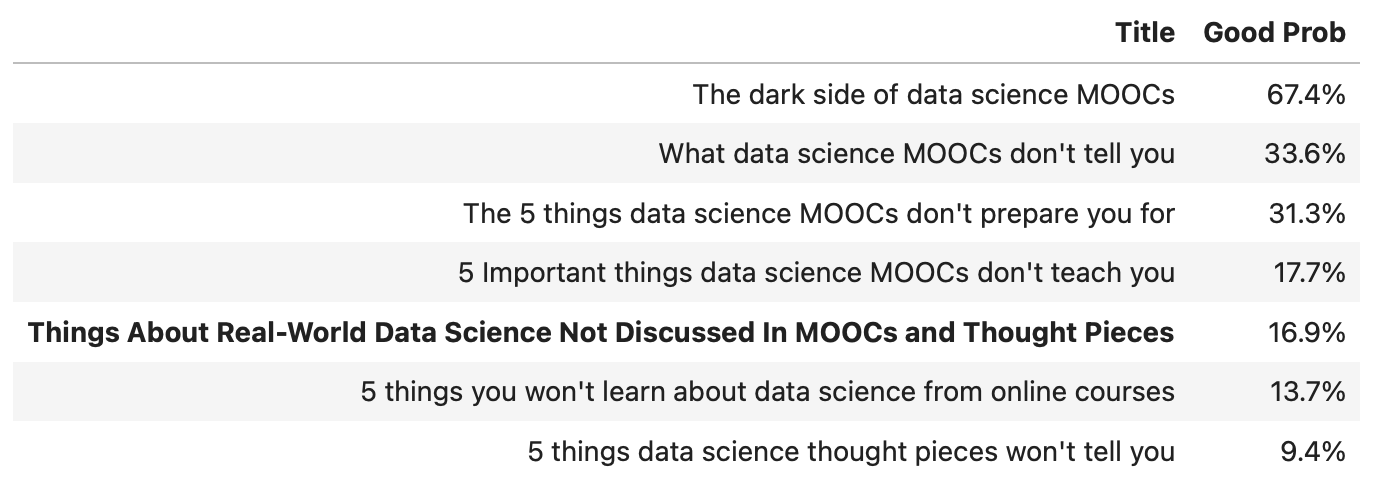 Title Good Prob
The dark side of data science MOOCs 67.4%
What data science MOOCs don't tell you 33.6%
The 5 things data science MOOCs don't prepare you for 31.3%
5 Important things data science MOOCs don't teach you 17.7%
Things About Real-World Data Science Not Discussed In MOOCs and Thought Pieces 16.9%
5 things you won't learn about data science from online courses 13.7%
5 things data science thought pieces won't tell you 9.4%